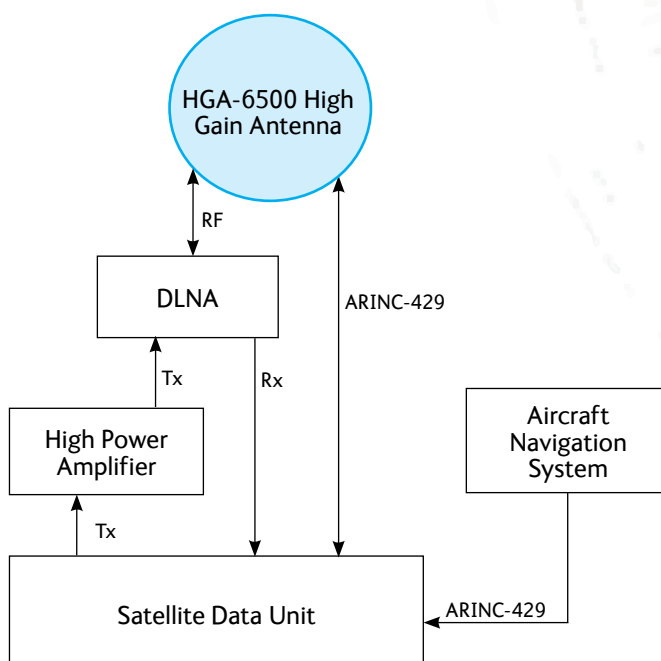 HGA-6500 High
Gain Antenna
RF
DLNA
ARINC-429
Tx
Rx
High Power
Amplifier
Aircraft
Navigation
System
Tx
Satellite Data Unit
ARINC-429